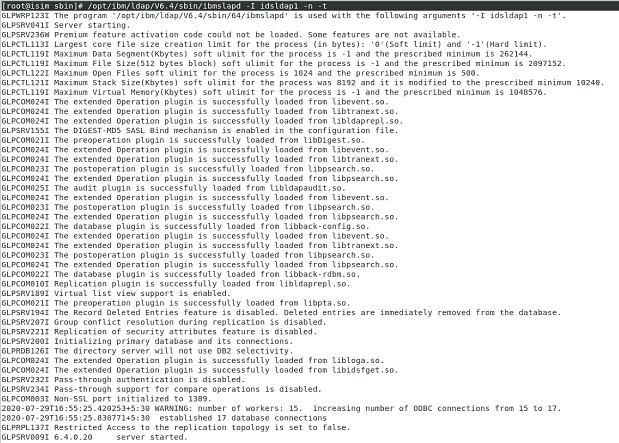 [root@isim sbin]# /opt/ibm/ldap/V6.4/sbin/ibmslapd -I idsldap1 -n -t
GLPWRP123I The program '/opt/ibm/ldap/V6.4/sbin/64/ibmslapd' is used with the following arguments '-I idsldap1 -n -t'.
GLPSRV041I Server starting.
GLPSRV236W Premium feature activation code could not be loaded. Some features are not available.
GLPCTL113I Largest core file size creation limit for the process (in bytes): '0'(Soft limit) and '-1'(Hard limit).
GLPCTL119I Maximum Data Segment(Kbytes) soft ulimit for the process is -1 and the prescribed minimum is 262144.
GLPCTL119I Maximum File Size(512 bytes block) soft ulimit for the process is -1 and the prescribed minimum is 2097152.
GLPCTL122I Maximum Open Files soft ulimit for the process is 1024 and the prescribed minimum is 500.
GLPCTL121I Maximum Stack Size(Kbytes) soft ulimit for the process was 8192 and it is modified to the prescribed minimum 10240.
GLPCTL119I Maximum Virtual Memory(Kbytes) soft ulimit for the process is -1 and the prescribed minimum is 1048576.
GLPCOM024I The extended Operation plugin is successfully loaded from libevent.so.
GLPCOM024I The extended Operation plugin is successfully loaded from libtranext.so.
GLPCOM024I The extended Operation plugin is successfully loaded from libldaprepl.so.
GLPSRV155I The DIGEST-MD5 SASL Bind mechanism is enabled in the configuration file.
GLPCOM021I The preoperation plugin is successfully loaded from libDigest.so.
GLPCOM024I The extended Operation plugin is successfully loaded from libevent.so.
GLPCOM024I The extended Operation plugin is successfully loaded from libtranext.so.
GLPCOM023I The postoperation plugin is successfully loaded from libpsearch.so.
GLPCOM024I The extended Operation plugin is successfully loaded from libpsearch.so.
GLPCOM025I The audit plugin is successfully loaded from libldapaudit.so.
GLPCOM024I The extended Operation plugin is successfully loaded from libevent.so.
GLPCOM023I The postoperation plugin is successfully loaded from libpsearch.so.
GLPCOM024I The extended Operation plugin is successfully loaded from libpsearch.so.
GLPCOM022I The database plugin is successfully loaded from libback-config.so.
GLPCOM024I The extended Operation plugin is successfully loaded from libevent.so.
GLPCOM024I The extended Operation plugin is successfully loaded from libtranext.so.
GLPCOM023I The postoperation plugin is successfully loaded from libpsearch.so.
GLPCOM024I The extended Operation plugin is successfully loaded from libpsearch.so.
GLPCOM022I The database plugin is successfully loaded from libback-rdbm.so.
GLPCOM010I Replication plugin is successfully loaded from libldaprepl.so.
GLPSRV189I Virtual list view support is enabled.
GLPCOM021I The preoperation plugin is successfully loaded from libpta.so.
GLPSRV194I The Record Deleted Entries feature is disabled. Deleted entries are immediately removed from the database.
GLPSRV207I Group conflict resolution during replication is disabled.
GLPSRV221I Replication of security attributes feature is disabled.
GLPSRV200I Initializing primary database and its connections.
GLPRDB126I The directory server will not use DB2 selectivity.
GLPCOM024I The extended Operation plugin is successfully loaded from libloga.so.
GLPCOM024I The extended Operation plugin is successfully loaded from libidsfget.so.
GLPSRV232I Pass-through authentication is disabled.
GLPSRV234I Pass-through support for compare operations is disabled.
GLPCOM003I Non-SSL port initialized to 1389.
2020-07-29T16:55:25.420253+5:30 WARNING: number of workers: 15.  increasing number of ODBC connections from 15 to 17.
2020-07-29T16:55:25.830771+5:30  established 17 database connections
GLPRPL137I Restricted Access to the replication topology is set to false.
GLPSRV009I 6.4.0.20     server started.